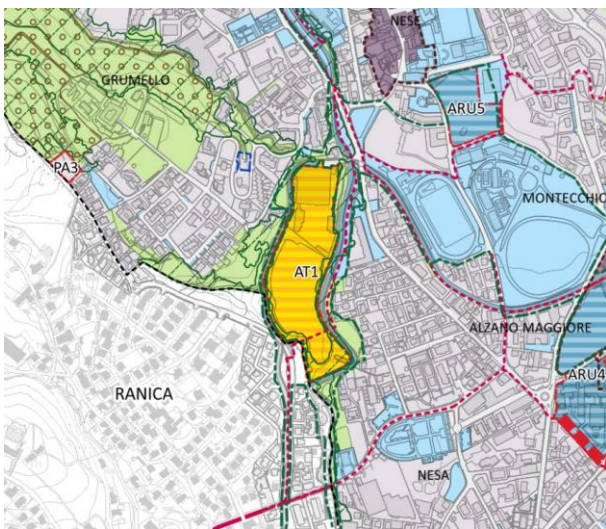 NESE
GRUMELLO
ARU5
PA3
MONTECCHIO
AT1
ALZANO MAGGIORE
ARU4
RANICA
NESA